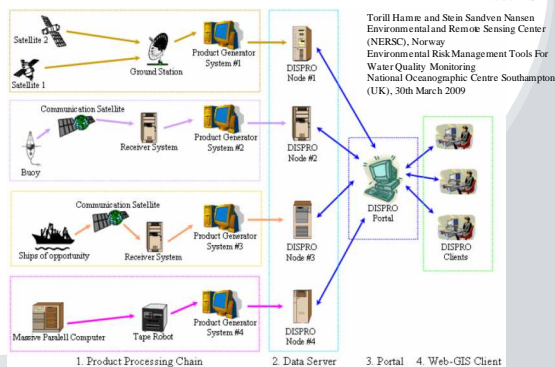 Torill Hamre and Stein Sandven Nansen
Environmental and Remote Sensing Center
(NERSC), Norway
Environmental Risk Management Tools For
Water Quality Monitoring
National Oceanographic Centre Southampton
(UK), 30th March 2009
Satellite 2
Satellite 1
Ground Station
Product Generator
System #1
DISPRO
Node #1
Communication Satellite
Buoy
Receiver System
Product Generator
System #2
DISPRO
Node #2
Communication Satellite
Ships of opportunity
Receiver System
Product Generator
System #3
DISPRO
Node #3
Massive Paralell Computer
Tape Robot
Product Generator
System #4
DISPRO
Node #4
DISPRO
Portal
DISPRO
Clients
1. Product Processing Chain
2. Data Server
3. Portal
4. Web-GIS Client